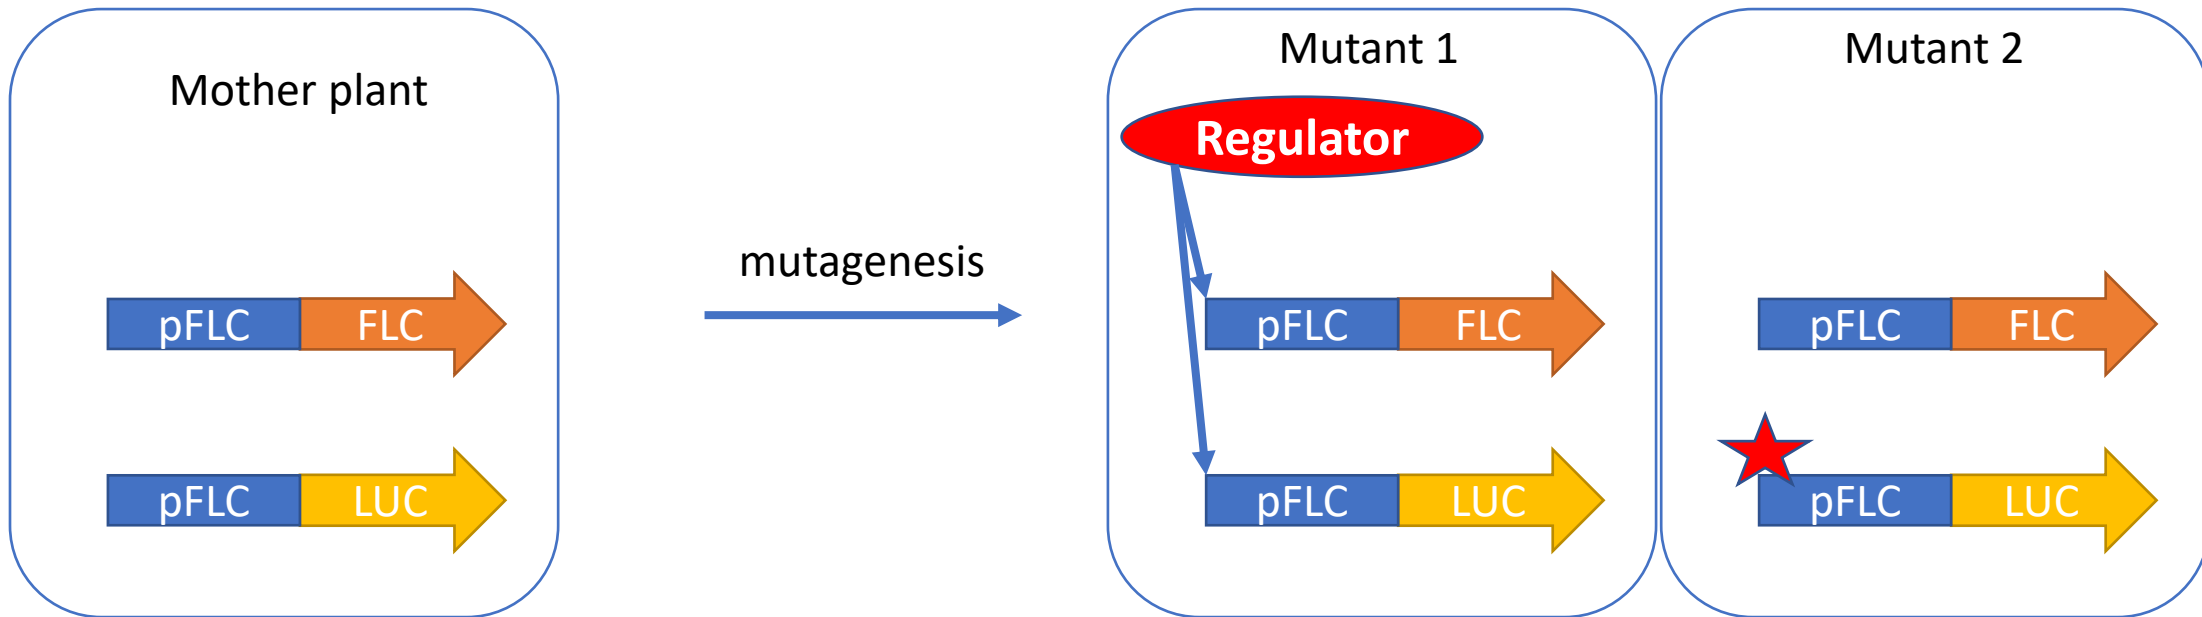 Mother plant
pFLC FLC
pFLC LUC
mutagenesis
Mutant 1
Regulator
pFLC FLC
pFLC LUC
Mutant 2
pFLC FLC
pFLC LUC